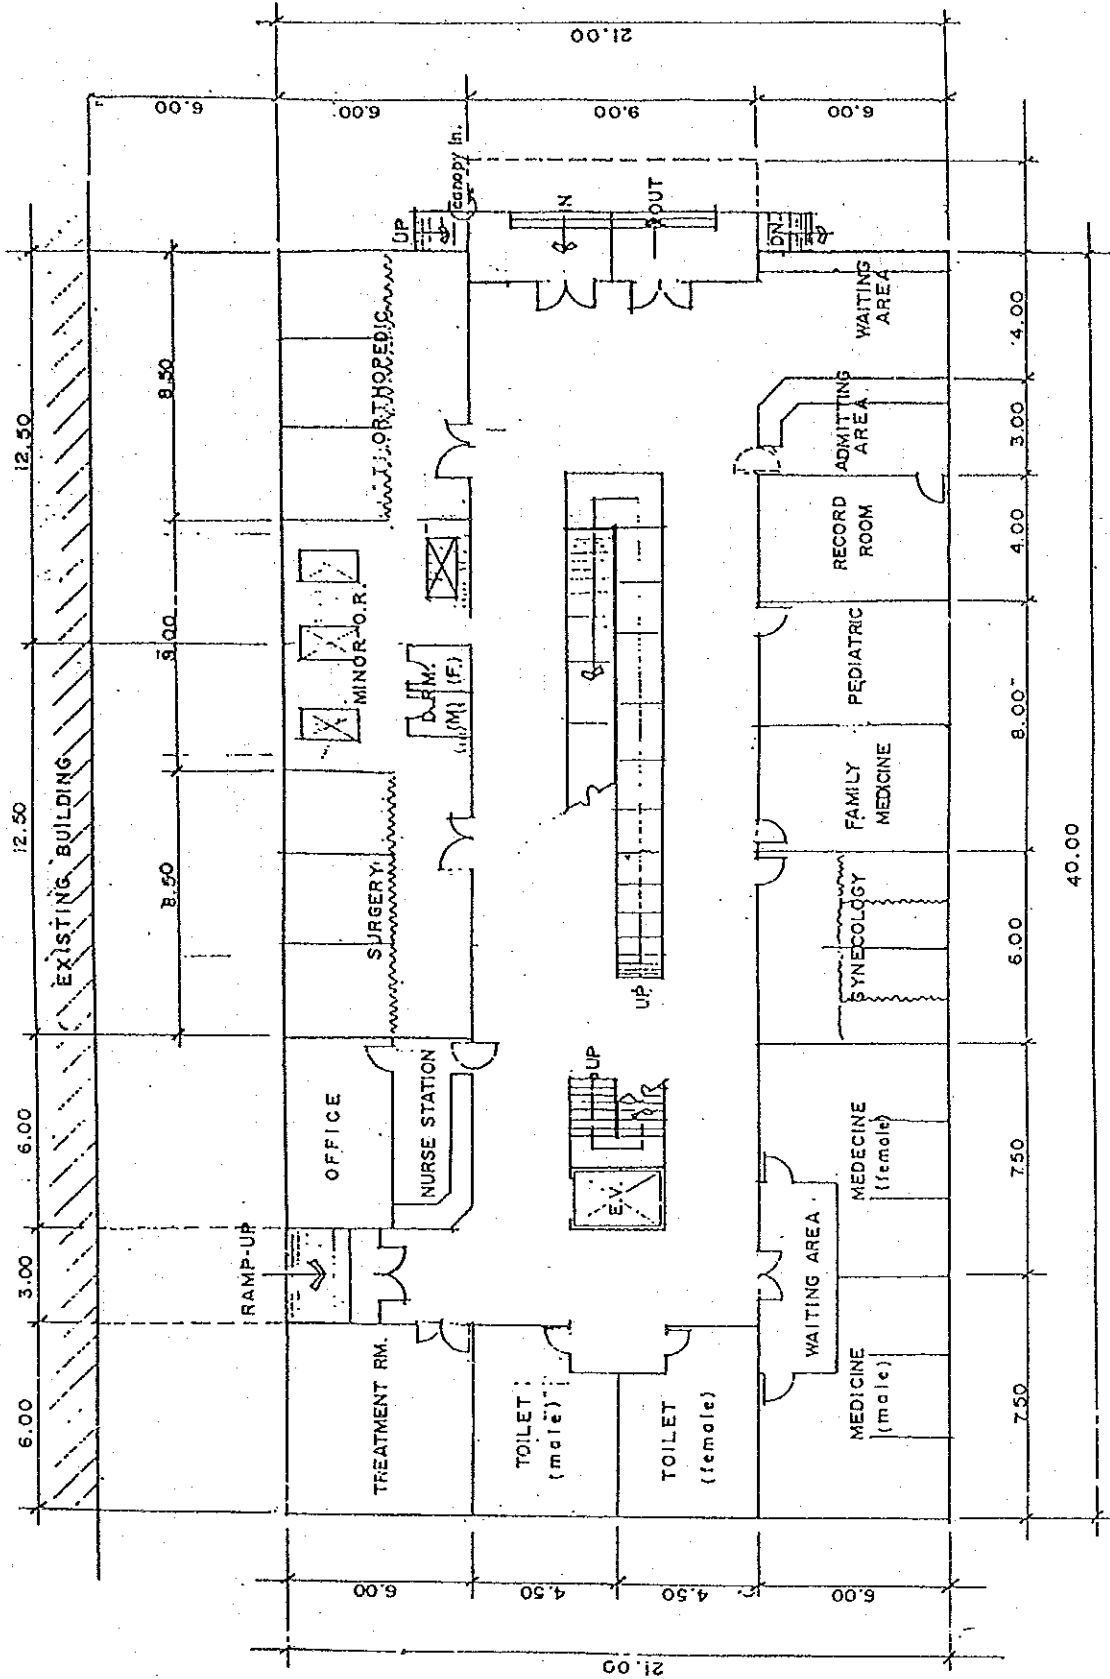 EXISTING BUILDING
6.00
3.00
6.00
12.50
12.50
8.50
9.00
8.50
RAMP-UP
TREATMENT RM.
OFFICE
NURSE STATION
SURGERY
MINOR O.R.
D.RM.
(M) (F.)
ORTHOPEDIC
UP
canopy ln.
TOILET
(male)
TOILET
(female)
E.V.
UP
UP
IN
OUT
DN
WAITING AREA
MEDICINE
(male)
MEDECINE
(female)
GYNECOLOGY
FAMILY
MEDICINE
PEDIATRIC
RECORD
ROOM
ADMITTING
AREA
WAITING
AREA
7.50
7.50
6.00
8.00
4.00
3.00
4.00
40.00
6.00
4.50
4.50
6.00
21.00
6.00
6.00
9.00
6.00
21.00